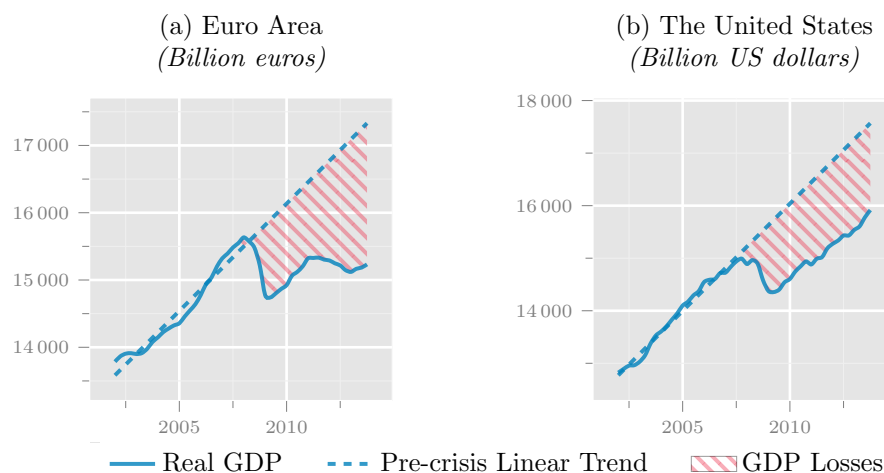 (a) Euro Area
(Billion euros)
17 000
16 000
15 000
14 000
2005 2010
(b) The United States
(Billion US dollars)
18 000
16 000
14 000
2005 2010
Real GDP Pre-crisis Linear Trend GDP Losses